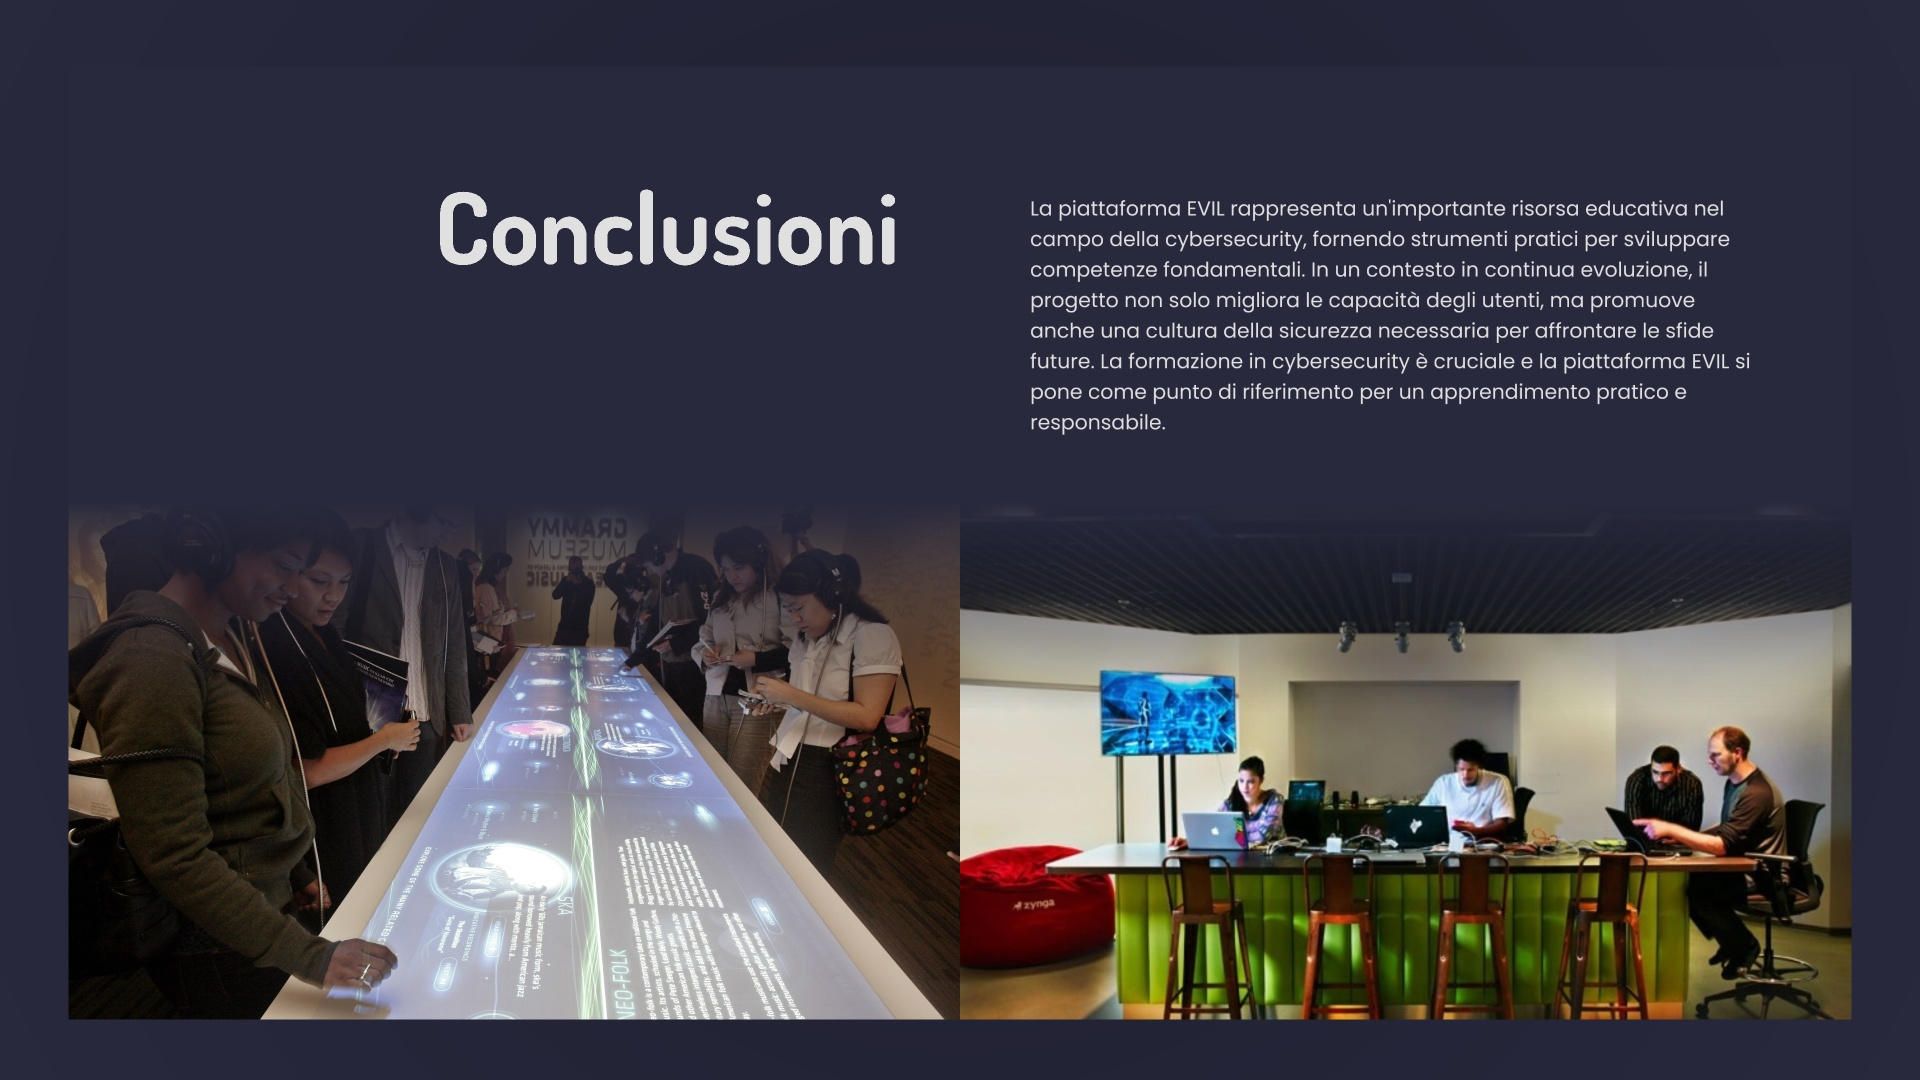 Conclusioni
La piattaforma EVIL rappresenta un'importante risorsa educativa nel
campo della cybersecurity, fornendo strumenti pratici per sviluppare
competenze fondamentali. In un contesto in continua evoluzione, il
progetto non solo migliora le capacità degli utenti, ma promuove
anche una cultura della sicurezza necessaria per affrontare le sfide
future. La formazione in cybersecurity è cruciale e la piattaforma EVIL si
pone come punto di riferimento per un apprendimento pratico e
responsabile.
GRAMMY
MUSEUM
MUSIC
SKA
NEO-FOLK
zynga